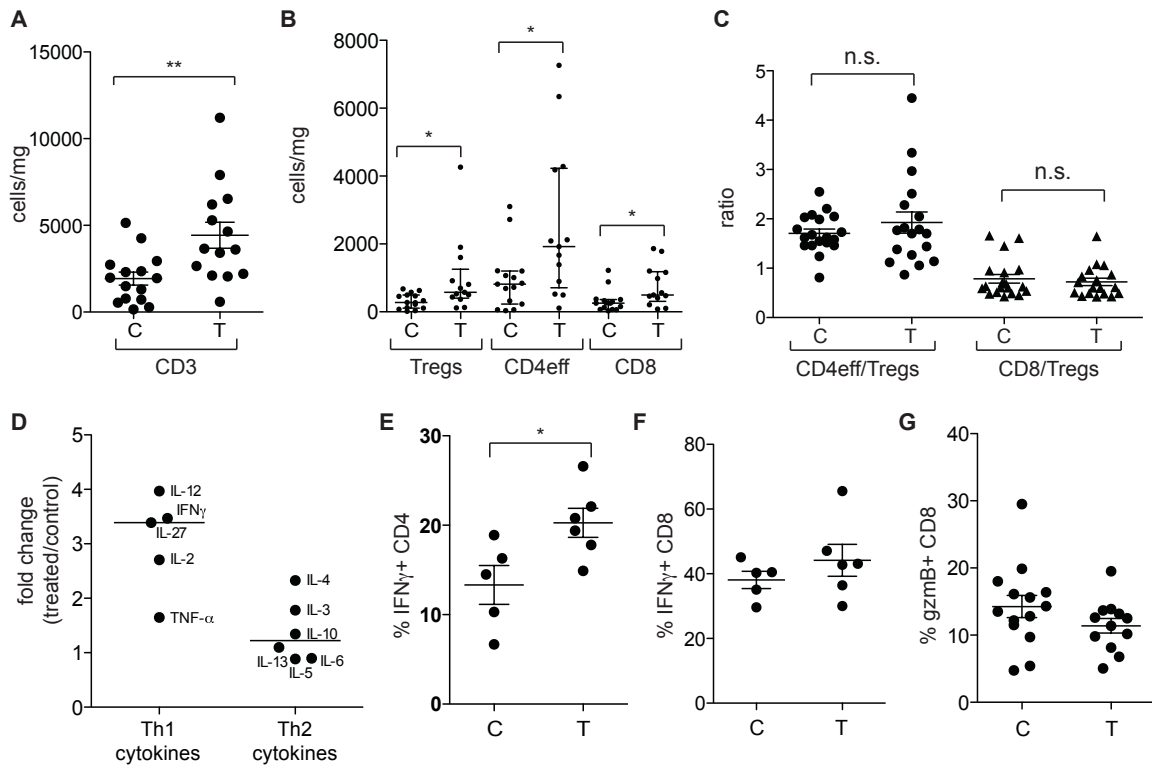 A
15000
10000
5000
0
cells/mg
**
C T
CD3
B
8000
6000
4000
2000
0
cells/mg
*
*
*
C T C T C T
Tregs CD4eff CD8
C
5
4
3
2
1
0
ratio
n.s.
n.s.
C T C T
CD4eff/Tregs CD8/Tregs
D
5
4
3
2
1
0
fold change
(treated/control)
IL-12
IFNγ
IL-27
IL-2
TNF-α
IL-4
IL-3
IL-10
IL-13
IL-6
IL-5
Th1
cytokines
Th2
cytokines
E
30
20
10
0
% IFNγ+ CD4
*
C T
F
80
60
40
20
0
% IFNγ+ CD8
C T
G
40
30
20
10
0
% gzmB+ CD8
C T